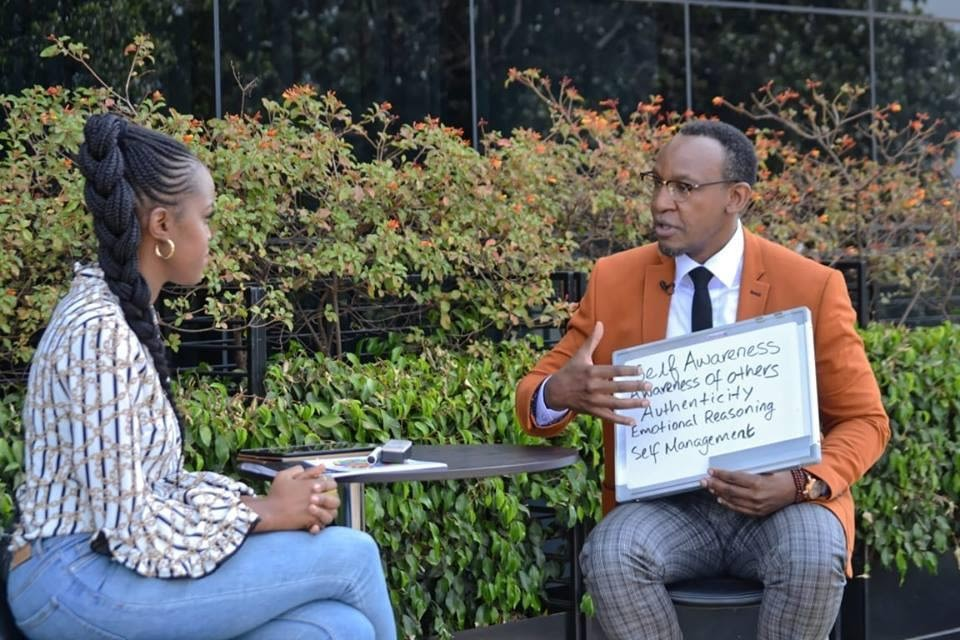 Self Awareness
Awareness Of others
Authenticity
Emotional Reasoning
Self Management